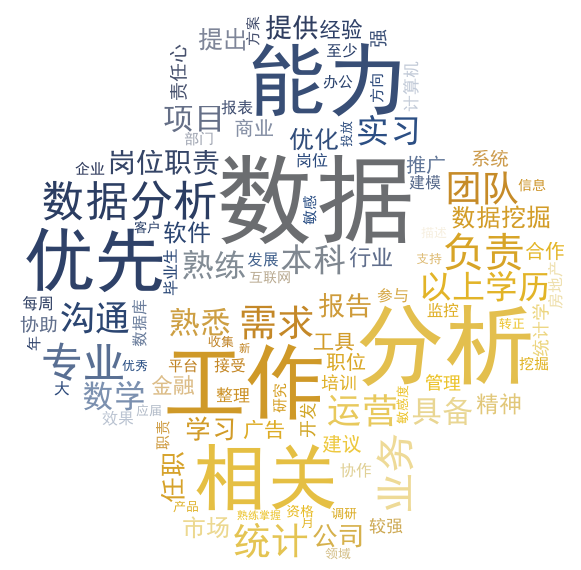 提供
经验
强
方案
提出
至少
能力
责任心
办公
方向
计算机
项目
报表
商业
实习
部门
优化
投放
岗位职责
岗位
推广
系统
企业
数据
建模
团队
信息
数据分析
敏感
数据挖掘
客户
软件
描述
优先
熟练
发展
本科
行业
负责
合作
支持
毕业生
互联网
以上学历
房地产
每周
沟通
数据库
协助
熟悉
需求
报告
参与
监控
分析
转正
统计学
年
专业
收集
新
工具
优秀
平台
接受
工作
职位
挖掘
大
数学
金融
整理
研究
培训
管理
敏感度
效果
应届
运营
具备
精神
职责
学习
广告
开发
建议
业务
任职
相关
协作
产品
市场
熟练掌握
资格
月
调研
较强
统计
公司
领域